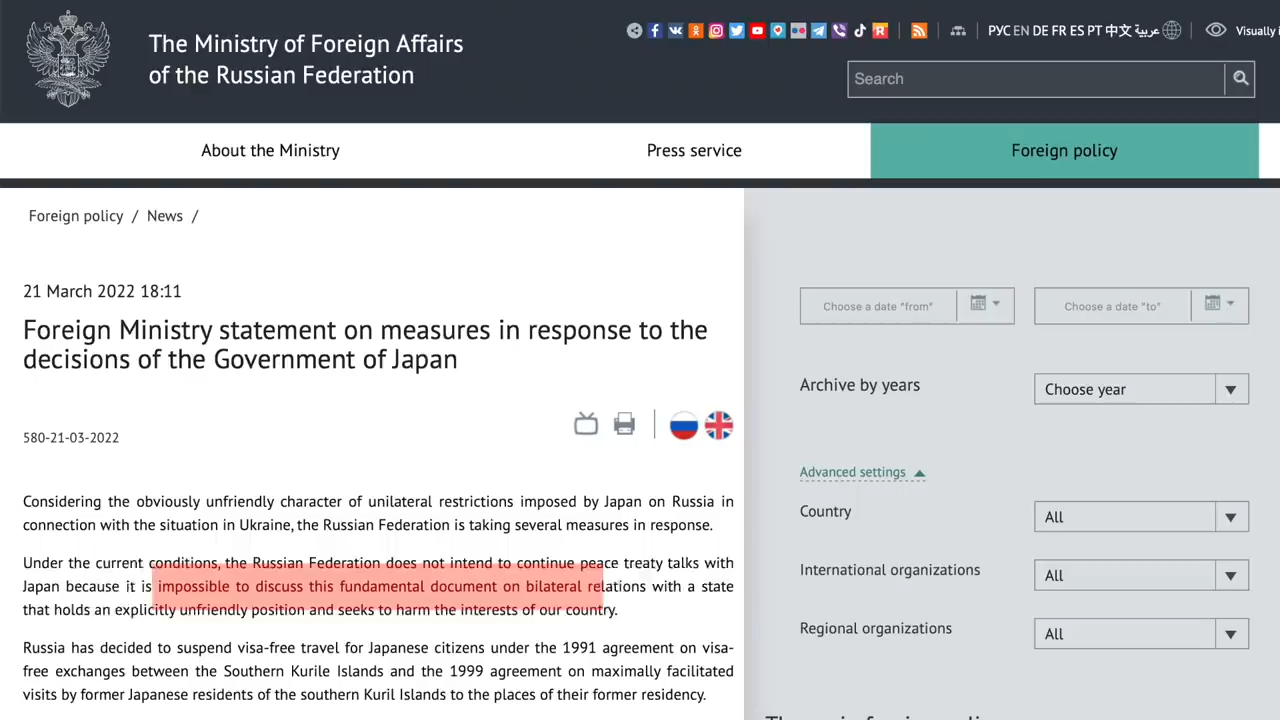 The Ministry of Foreign Affairs
of the Russian Federation
РУС EN DE FR ES PT 中文 عربية
Visually
Search
About the Ministry
Press service
Foreign policy
Foreign policy / News /
21 March 2022 18:11
Foreign Ministry statement on measures in response to the
decisions of the Government of Japan
580-21-03-2022
Considering the obviously unfriendly character of unilateral restrictions imposed by Japan on Russia in
connection with the situation in Ukraine, the Russian Federation is taking several measures in response.
Under the current conditions, the Russian Federation does not intend to continue peace treaty talks with
Japan because it is impossible to discuss this fundamental document on bilateral relations with a state
that holds an explicitly unfriendly position and seeks to harm the interests of our country.
Russia has decided to suspend visa-free travel for Japanese citizens under the 1991 agreement on visa-
free exchanges between the Southern Kurile Islands and the 1999 agreement on maximally facilitated
visits by former Japanese residents of the southern Kuril Islands to the places of their former residency.
Choose a date "from"
Choose a date "to"
Archive by years
Choose year
Advanced settings
Country
All
International organizations
All
Regional organizations
All